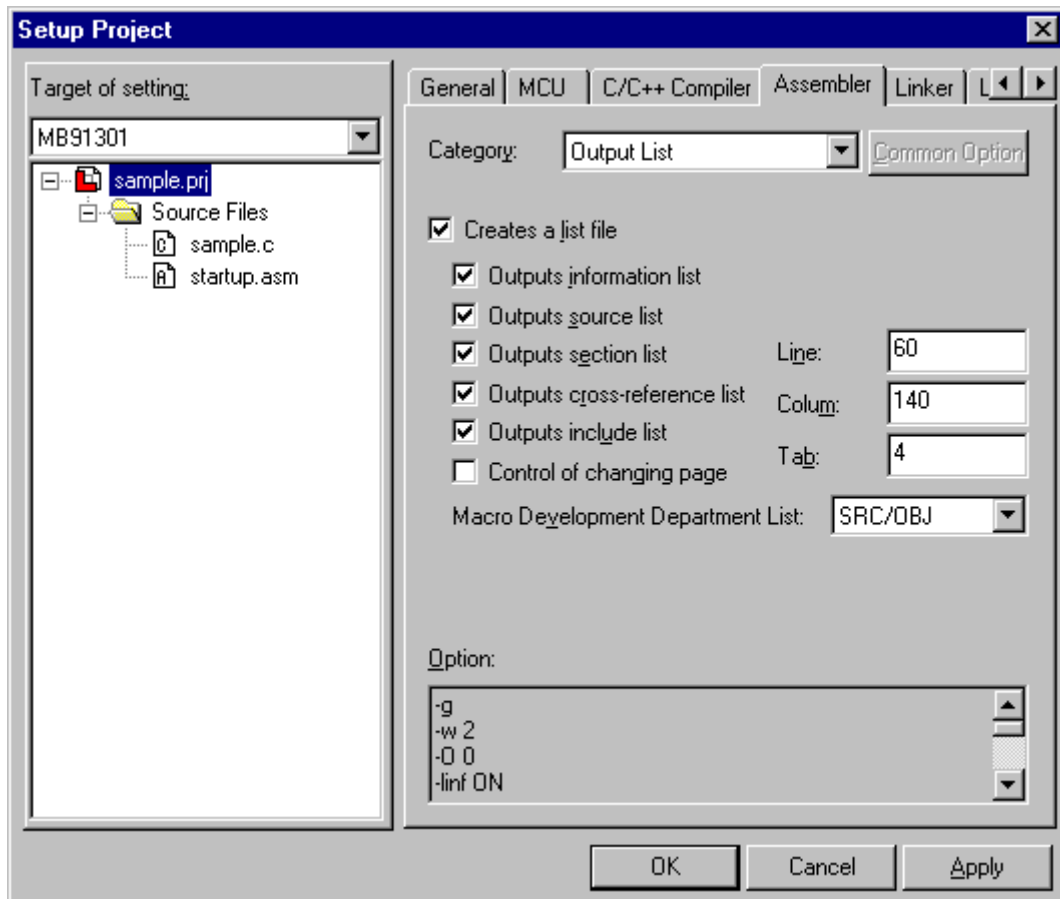 Setup Project
Target of setting:
MB91301
sample.prj
Source Files
sample.c
startup.asm
General MCU C/C++ Compiler Assembler Linker L
Category: Output List Common Option
Creates a list file
Outputs information list
Outputs source list
Outputs section list Line: 60
Outputs cross-reference list Colum: 140
Outputs include list
Control of changing page Tab: 4
Macro Development Department List: SRC/OBJ
Option:
-g
-w 2
-O 0
-linf ON
OK Cancel Apply